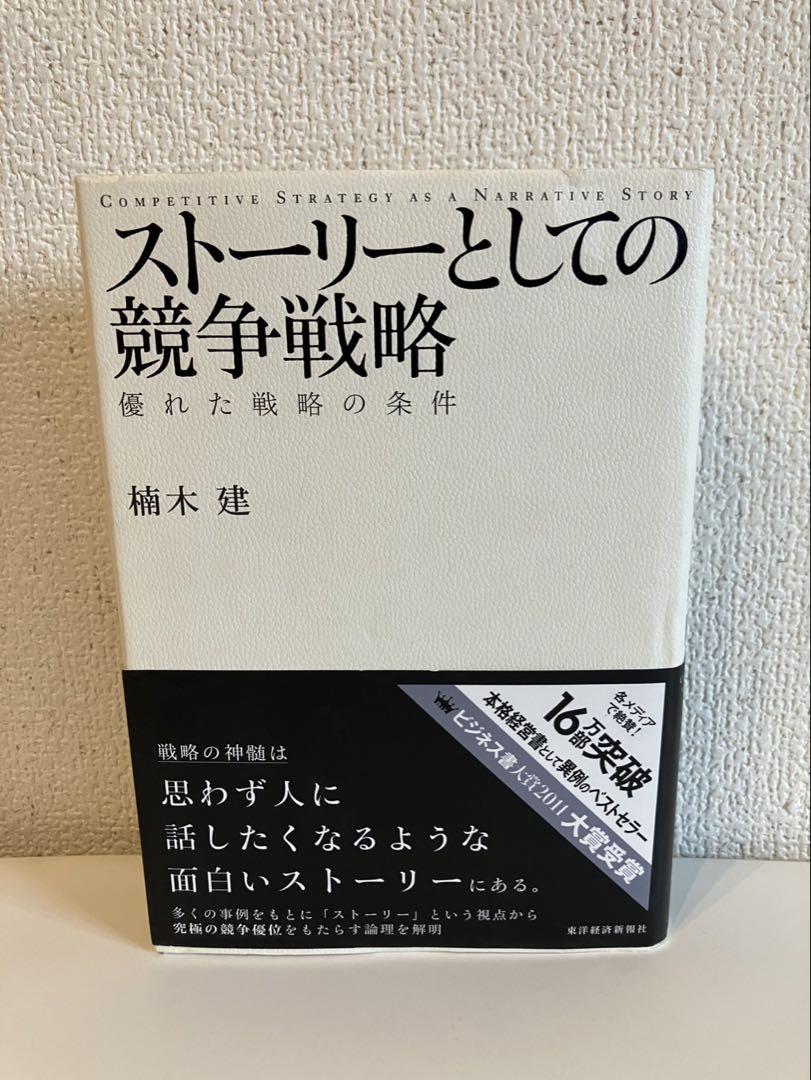 COMPETITIVE STRATEGY AS A NARRATIVE STORY
ストーリーとしての
競争戦略
優れた戦略の条件
楠木 建
各メディア
で絶賛!
16万部突破
本格経営書として異例のベストセラー
ビジネス書大賞2011 大賞受賞
戦略の神髄は
思わず人に
話したくなるような
面白いストーリーにある。
多くの事例をもとに「ストーリー」という視点から
究極の競争優位をもたらす論理を解明
東洋経済新報社